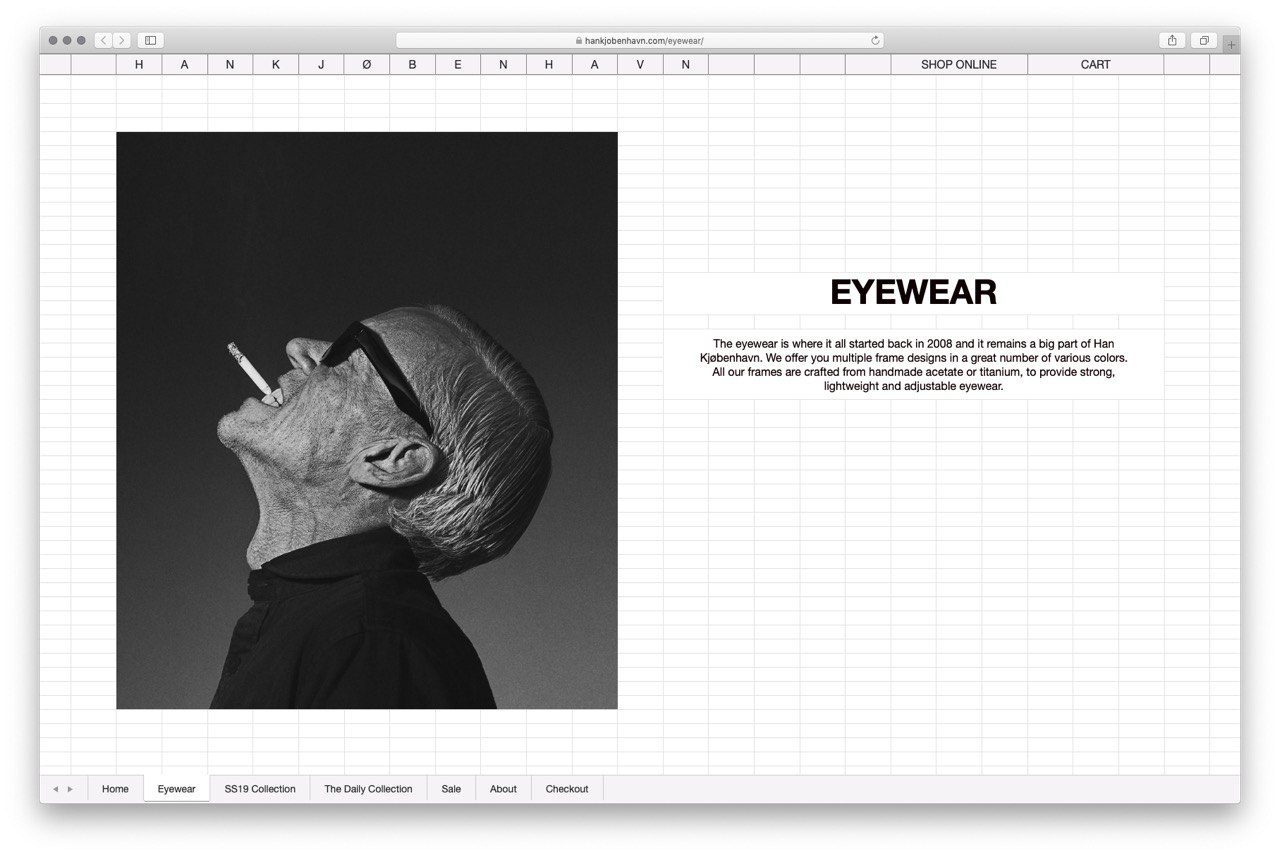 hankjobenhavn.com/eyewear/
H A N K J Ø B E N H A V N SHOP ONLINE CART
EYEWEAR
The eyewear is where it all started back in 2008 and it remains a big part of Han
Kjøbenhavn. We offer you multiple frame designs in a great number of various colors.
All our frames are crafted from handmade acetate or titanium, to provide strong,
lightweight and adjustable eyewear.
Home Eyewear SS19 Collection The Daily Collection Sale About Checkout